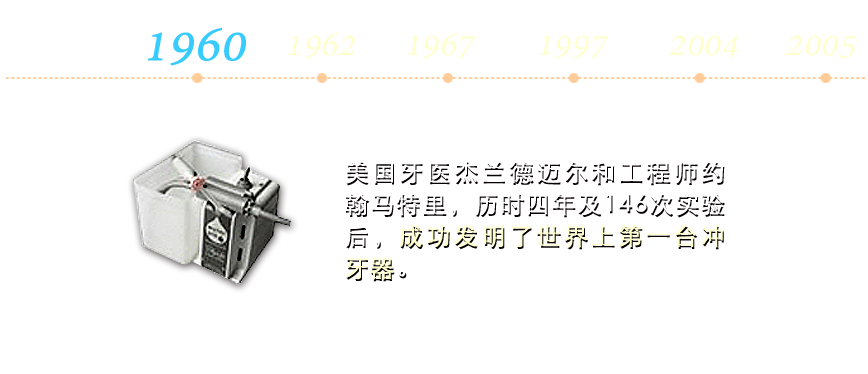 1960 1962 1967 1997 2004 2005
美国牙医杰兰德迈尔和工程师约
翰马特里，历时四年及146次实验
后，成功发明了世界上第一台冲
牙器。